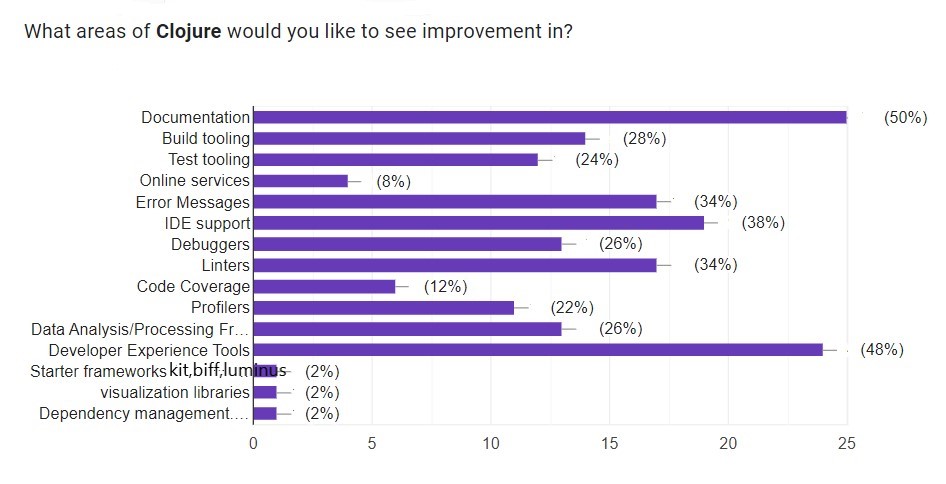 What areas of Clojure would you like to see improvement in?
Documentation (50%)
Build tooling (28%)
Test tooling (24%)
Online services (8%)
Error Messages (34%)
IDE support (38%)
Debuggers (26%)
Linters (34%)
Code Coverage (12%)
Profilers (22%)
Data Analysis/Processing Fr... (26%)
Developer Experience Tools (48%)
Starter frameworks kit,biff,luminus (2%)
visualization libraries (2%)
Dependency management.... (2%)
0 5 10 15 20 25